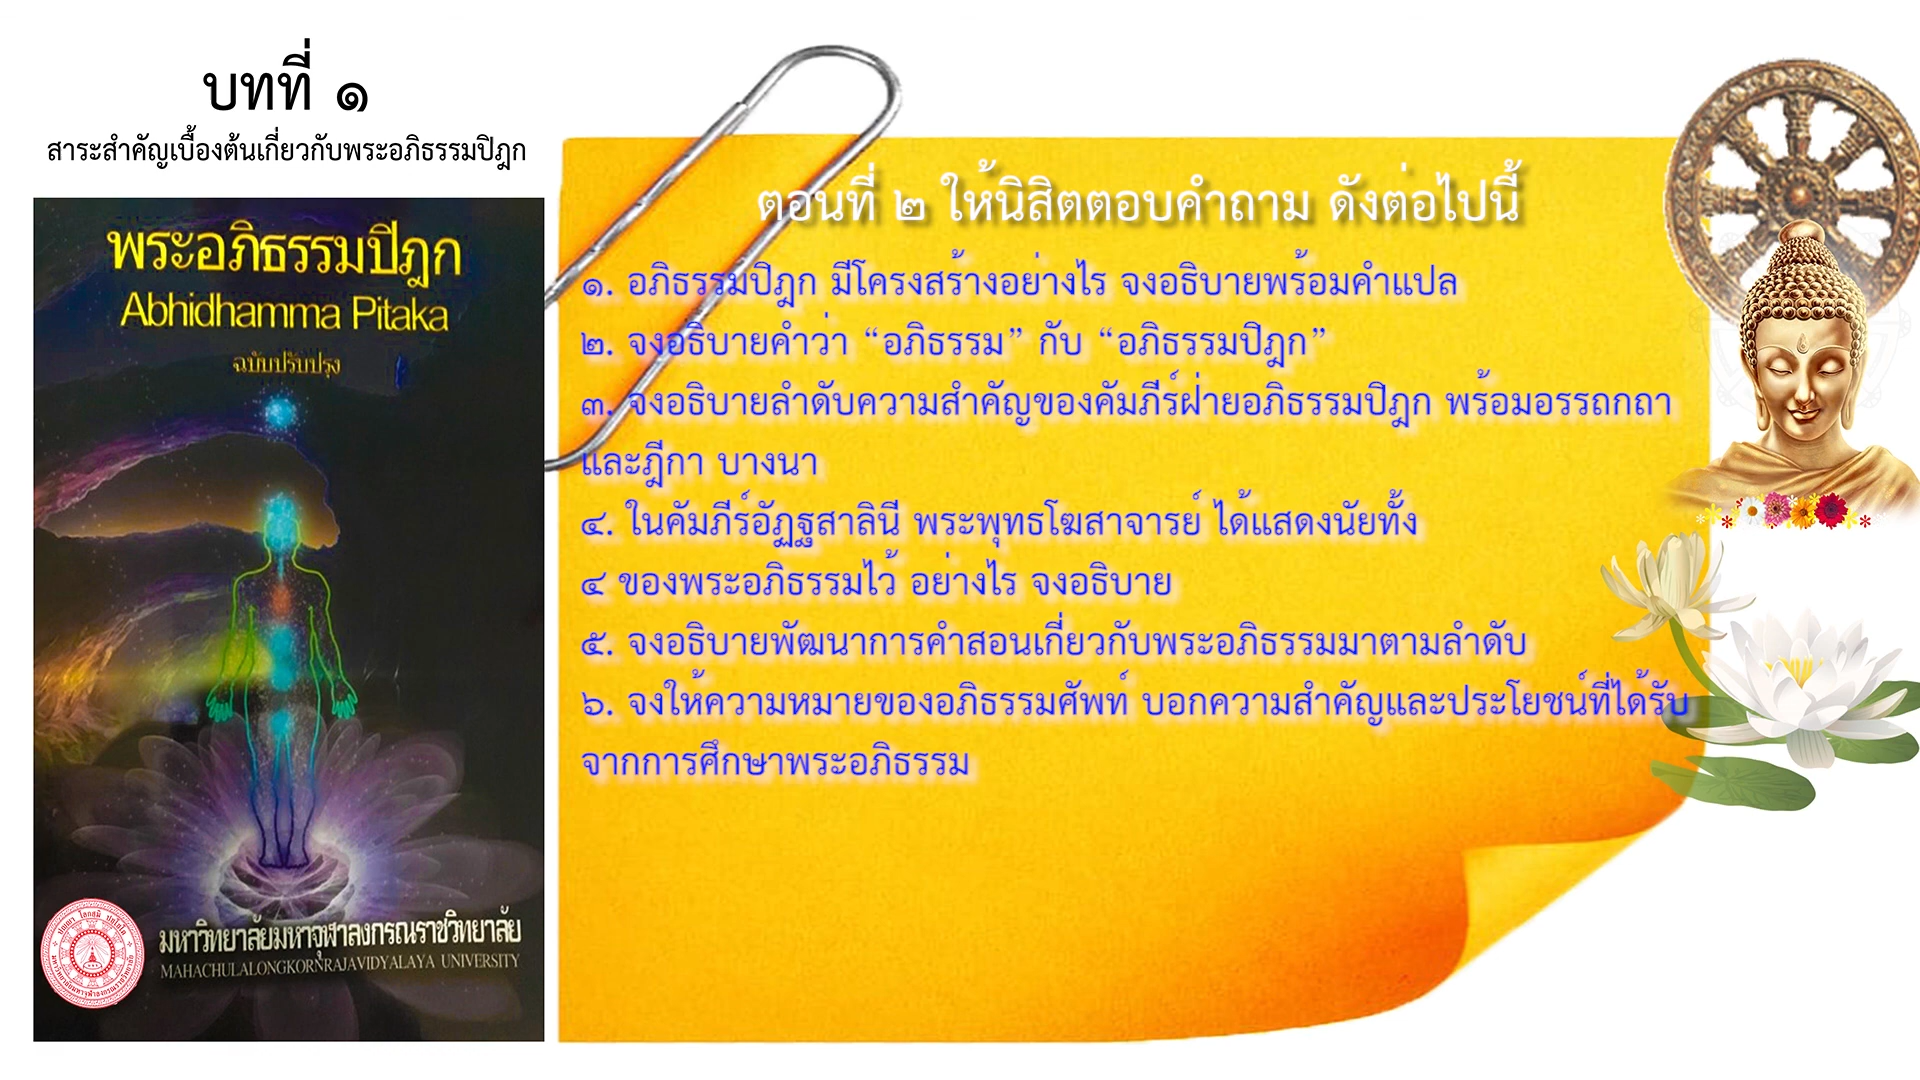 บทที่ ๑
สาระสำคัญเบื้องต้นเกี่ยวกับพระอภิธรรมปิฎก
พระอภิธรรมปิฎก
Abhidhamma Pitaka
ฉบับปรับปรุง
มหาวิทยาลัยมหาจุฬาลงกรณราชวิทยาลัย
MAHACHULALONGKORNRAJAVIDYALAYA UNIVERSITY
ตอนที่ ๒ ให้นิสิตตอบคำถาม ดังต่อไปนี้
๑. อภิธรรมปิฎก มีโครงสร้างอย่างไร จงอธิบายพร้อมคำแปล
๒. จงอธิบายคำว่า “อภิธรรม” กับ “อภิธรรมปิฎก”
๓. จงอธิบายลำดับความสำคัญของคัมภีร์ฝ่ายอภิธรรมปิฎก พร้อมอรรถกถา
และฎีกา บางนา
๔. ในคัมภีร์อัฏฐสาลินี พระพุทธโฆสาจารย์ ได้แสดงนัยทั้ง
๔ ของพระอภิธรรมไว้ อย่างไร จงอธิบาย
๕. จงอธิบายพัฒนาการคำสอนเกี่ยวกับพระอภิธรรมมาตามลำดับ
๖. จงให้ความหมายของอภิธรรมศัพท์ บอกความสำคัญและประโยชน์ที่ได้รับ
จากการศึกษาพระอภิธรรม